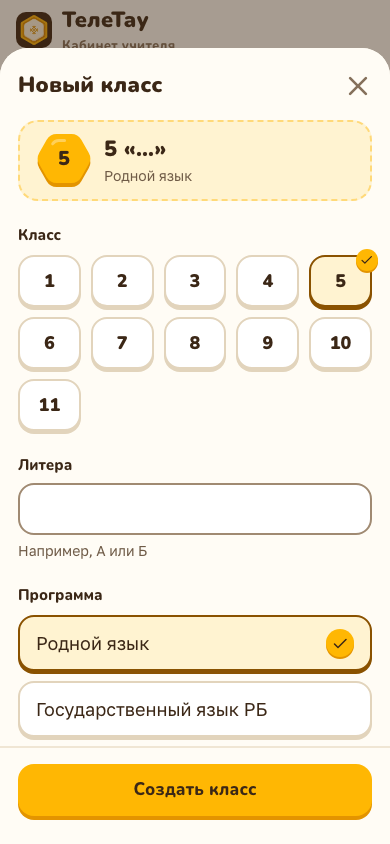 ТелеТау
Кабинет учителя
Новый класс
5
5 «...»
Родной язык
Класс
1 2 3 4 5
6 7 8 9 10
11
Литера
Например, А или Б
Программа
Родной язык
Государственный язык РБ
Создать класс